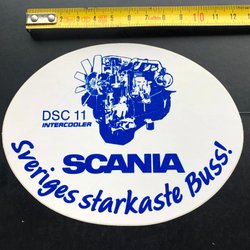 DSC 11
INTERCOOLER
SCANIA
Sveriges starkaste Buss!